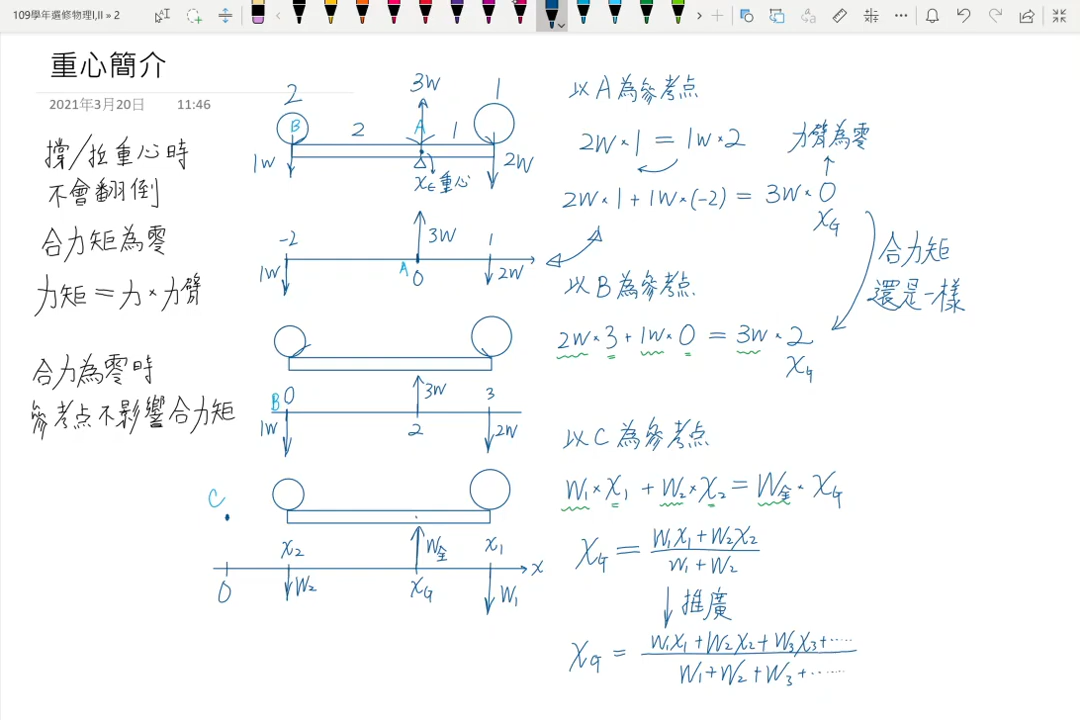 109學年選修物理I,II » 2
重心簡介
2021年3月20日 11:46
撐/拉重心時
不會翻倒
合力矩為零
力矩=力×力臂
合力為零時
參考点不影響合力矩
2 3W 1
B 2 A 1
1W 2W
重心
-2 3W 1
1W A 0 2W
B 0 3W 3
1W 2 2W
C
X₂ W全 X₁
0 W₂ X_G W₁ X
以A為參考点
2W×1=1W×2 力臂為零
2W×1+1W×(-2)=3W×0
X_G
合力矩
還是一樣
以B為參考点
2W×3+1W×0=3W×2
X_G
以C為參考点
W₁×X₁+W₂×X₂=W全×X_G
X_G=(W₁X₁+W₂X₂)/(W₁+W₂)
推廣
X_G=(W₁X₁+W₂X₂+W₃X₃+.....)/(W₁+W₂+W₃+......)